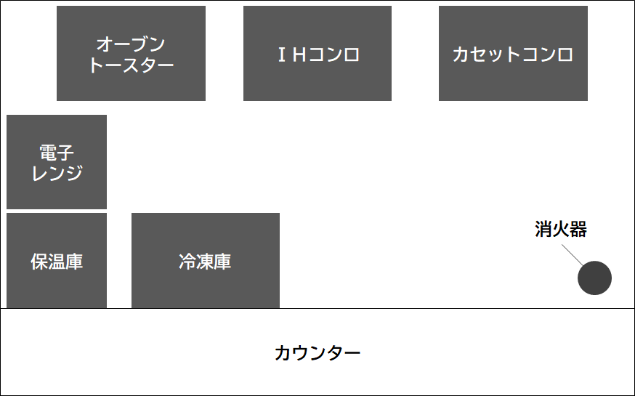 オーブン
トースター
ＩＨコンロ
カセットコンロ
電子
レンジ
保温庫
冷凍庫
消火器
カウンター